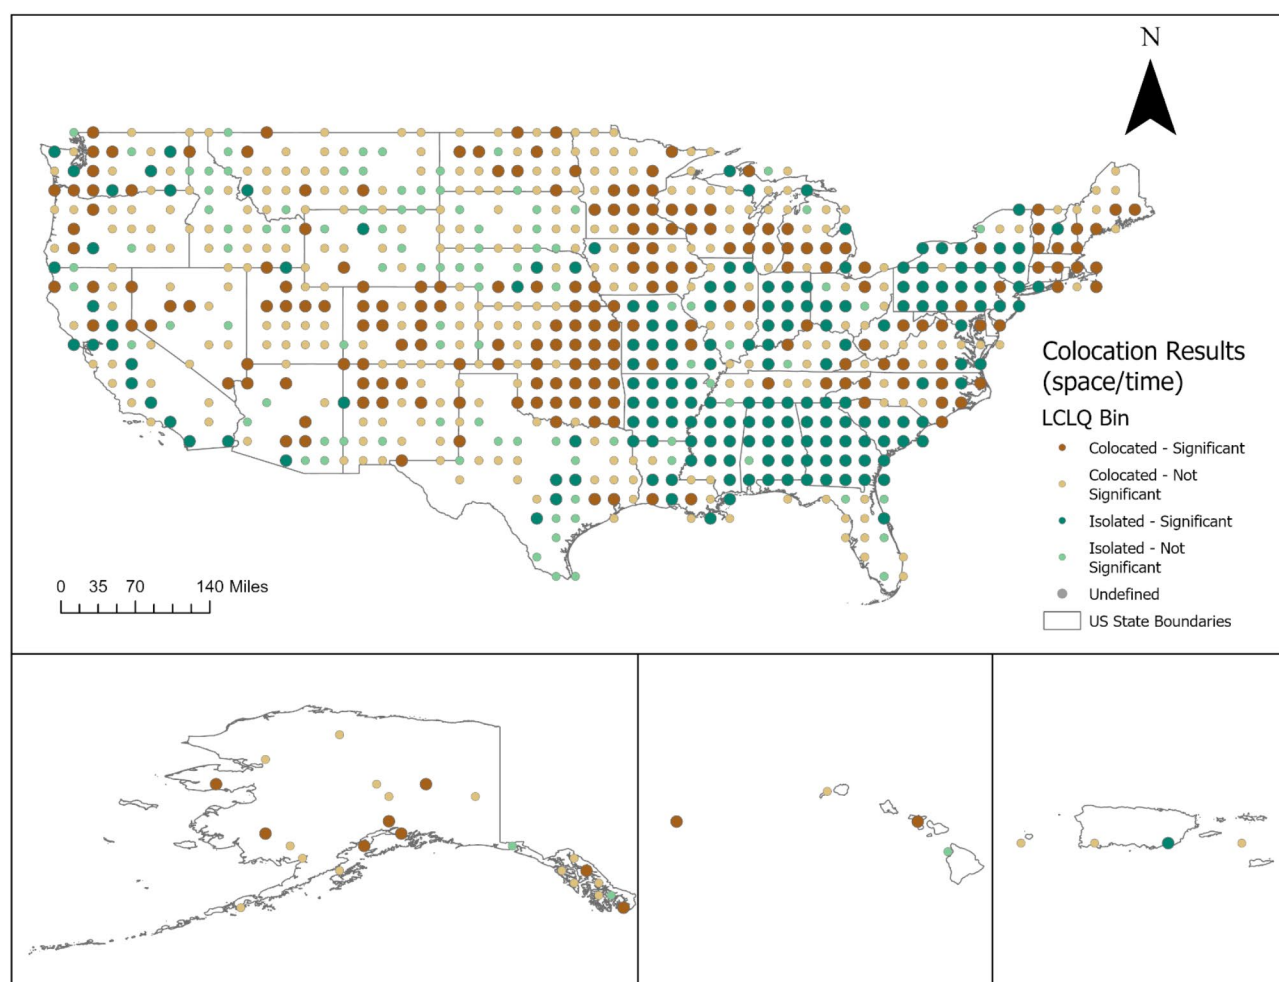 N
Colocation Results
(space/time)
LCLQ Bin
Colocated - Significant
Colocated - Not
Significant
Isolated - Significant
Isolated - Not
Significant
Undefined
US State Boundaries
0 35 70 140 Miles